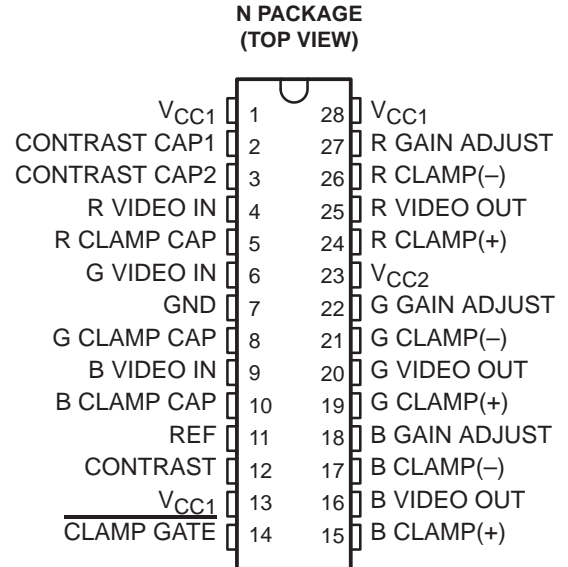 N PACKAGE
(TOP VIEW)
VCC1 1 28 VCC1
CONTRAST CAP1 2 27 R GAIN ADJUST
CONTRAST CAP2 3 26 R CLAMP(–)
R VIDEO IN 4 25 R VIDEO OUT
R CLAMP CAP 5 24 R CLAMP(+)
G VIDEO IN 6 23 VCC2
GND 7 22 G GAIN ADJUST
G CLAMP CAP 8 21 G CLAMP(–)
B VIDEO IN 9 20 G VIDEO OUT
B CLAMP CAP 10 19 G CLAMP(+)
REF 11 18 B GAIN ADJUST
CONTRAST 12 17 B CLAMP(–)
VCC1 13 16 B VIDEO OUT
CLAMP GATE 14 15 B CLAMP(+)